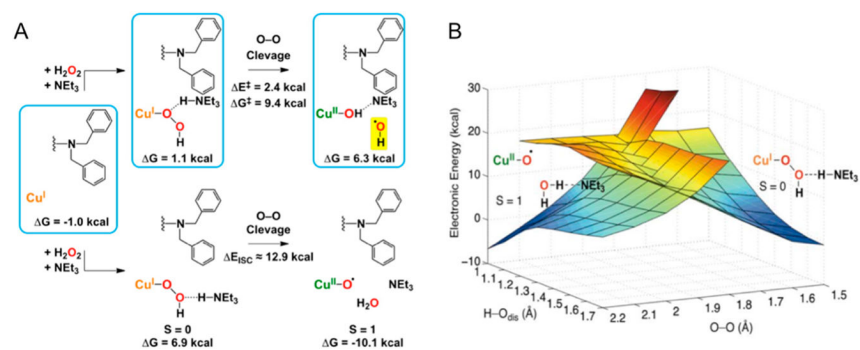 A
+ H2O2
+ NEt3
N
CuI
ΔG = -1.0 kcal
+ H2O2
+ NEt3
N
H-NEt3
CuI-O
O
H
ΔG = 1.1 kcal
O–O
Clevage
ΔE‡ = 2.4 kcal
ΔG‡ = 9.4 kcal
N
NEt3
CuII-OH
•O
H
ΔG = 6.3 kcal
N
CuI-O
O H-NEt3
H
S = 0
ΔG = 6.9 kcal
O–O
Clevage
ΔEISC ≈ 12.9 kcal
N
CuII-O• NEt3
H2O
S = 1
ΔG = -10.1 kcal
B
Electronic Energy (kcal)
30
20
10
0
−10
CuII-O•
O-H---NEt3
H
S = 1
CuI-O
O---H-NEt3
H
S = 0
1
1.1
1.2
1.3
1.4
1.5
1.6
1.7
H–Odis (Å)
2.2
2.1
2
1.9
1.8
1.7
1.6
1.5
O–O (Å)